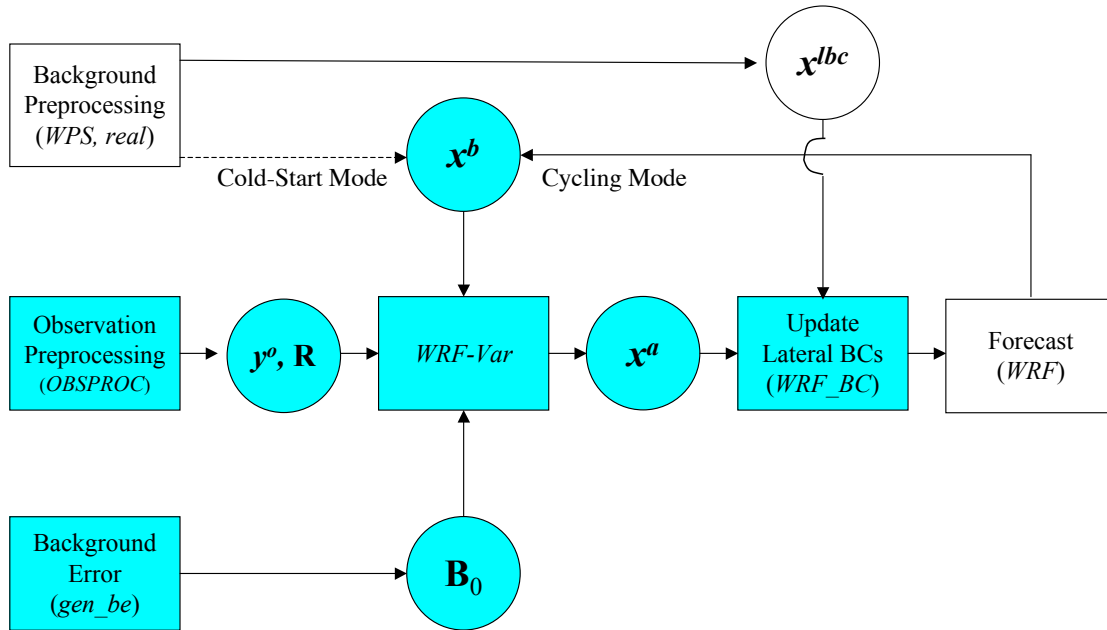 Background
Preprocessing
(WPS, real)
x^lbc
x^b
Cold-Start Mode
Cycling Mode
Observation
Preprocessing
(OBSPROC)
y^o, R
WRF-Var
x^a
Update
Lateral BCs
(WRF_BC)
Forecast
(WRF)
Background
Error
(gen_be)
B_0